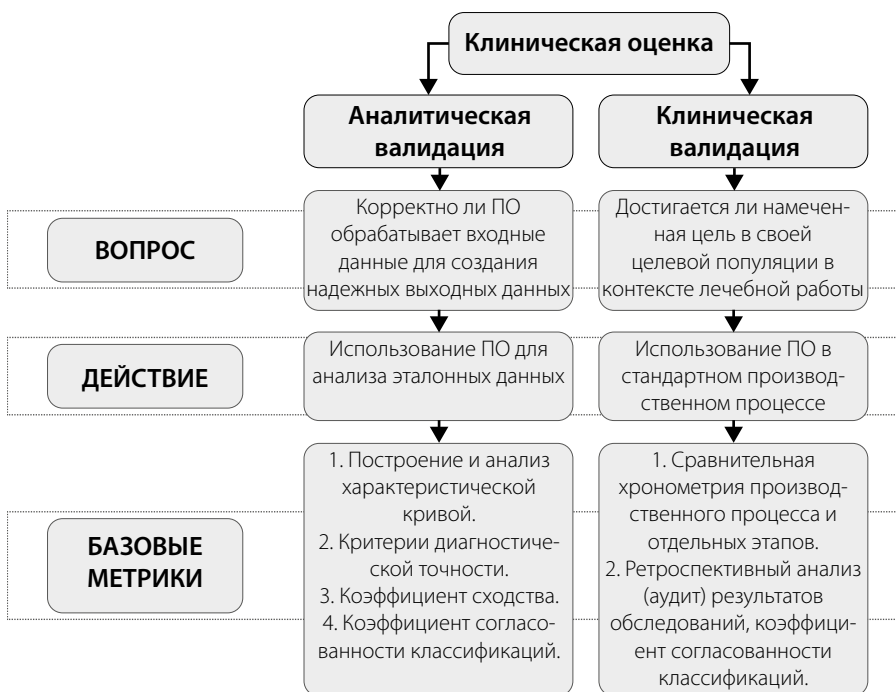 Клиническая оценка
Аналитическая
валидация
Клиническая
валидация
ВОПРОС
Корректно ли ПО
обрабатывает входные
данные для создания
надежных выходных данных
Достигается ли намечен-
ная цель в своей
целевой популяции в
контексте лечебной работы
ДЕЙСТВИЕ
Использование ПО для
анализа эталонных данных
Использование ПО в
стандартном производ-
ственном процессе
БАЗОВЫЕ
МЕТРИКИ
1. Построение и анализ
характеристической
кривой.
2. Критерии диагностиче-
ской точности.
3. Коэффициент сходства.
4. Коэффициент согласо-
ванности классификаций.
1. Сравнительная
хронометрия производ-
ственного процесса и
отдельных этапов.
2. Ретроспективный анализ
(аудит) результатов
обследований, коэффици-
ент согласованности
классификаций.